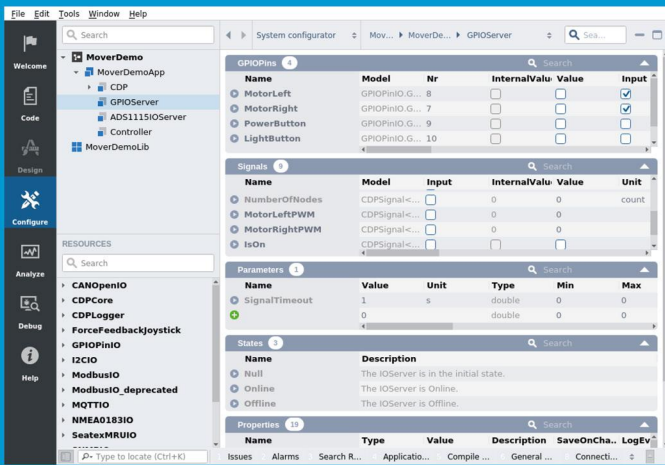 File Edit Tools Window Help
Search
System configurator Mov... MoverDe... GPIOServer Sea...
Welcome
Code
Design
Configure
Analyze
Debug
Help
MoverDemo
MoverDemoApp
CDP
GPIOServer
ADS1115IOServer
Controller
MoverDemoLib
RESOURCES
Search
CANOpenIO
CDPCore
CDPLogger
ForceFeedbackJoystick
GPIOPinIO
I2CIO
ModbusIO
ModbusIO_deprecated
MQTTIO
NMEA0183IO
SeatexMRUIO
GPIOPins 4 Search
Name Model Nr InternalValu Value Input
MotorLeft GPIOPinIO.G... 8
MotorRight GPIOPinIO.G... 7
PowerButton GPIOPinIO.G... 9
LightButton GPIOPinIO.G... 10
Signals 9 Search
Name Model Input InternalValu Value Unit
NumberOfNodes CDPSignal<... 0 0 count
MotorLeftPWM CDPSignal<... 0 0
MotorRightPWM CDPSignal<... 0 0
IsOn CDPSignal<...
Parameters 1 Search
Name Value Unit Type Min Max
SignalTimeout 1 s double 0 0
0 double 0 0
States 3 Search
Name Description
Null The IOServer is in the initial state.
Online The IOServer is Online.
Offline The IOServer is Offline.
Properties 19 Search
Name Type Value Description SaveOnCha.. LogEv
Type to locate (Ctrl+K) Issues 2 Alarms 3 Search R... 4 Applicatio... 5 Compile ... 6 General ... 8 Connecti...